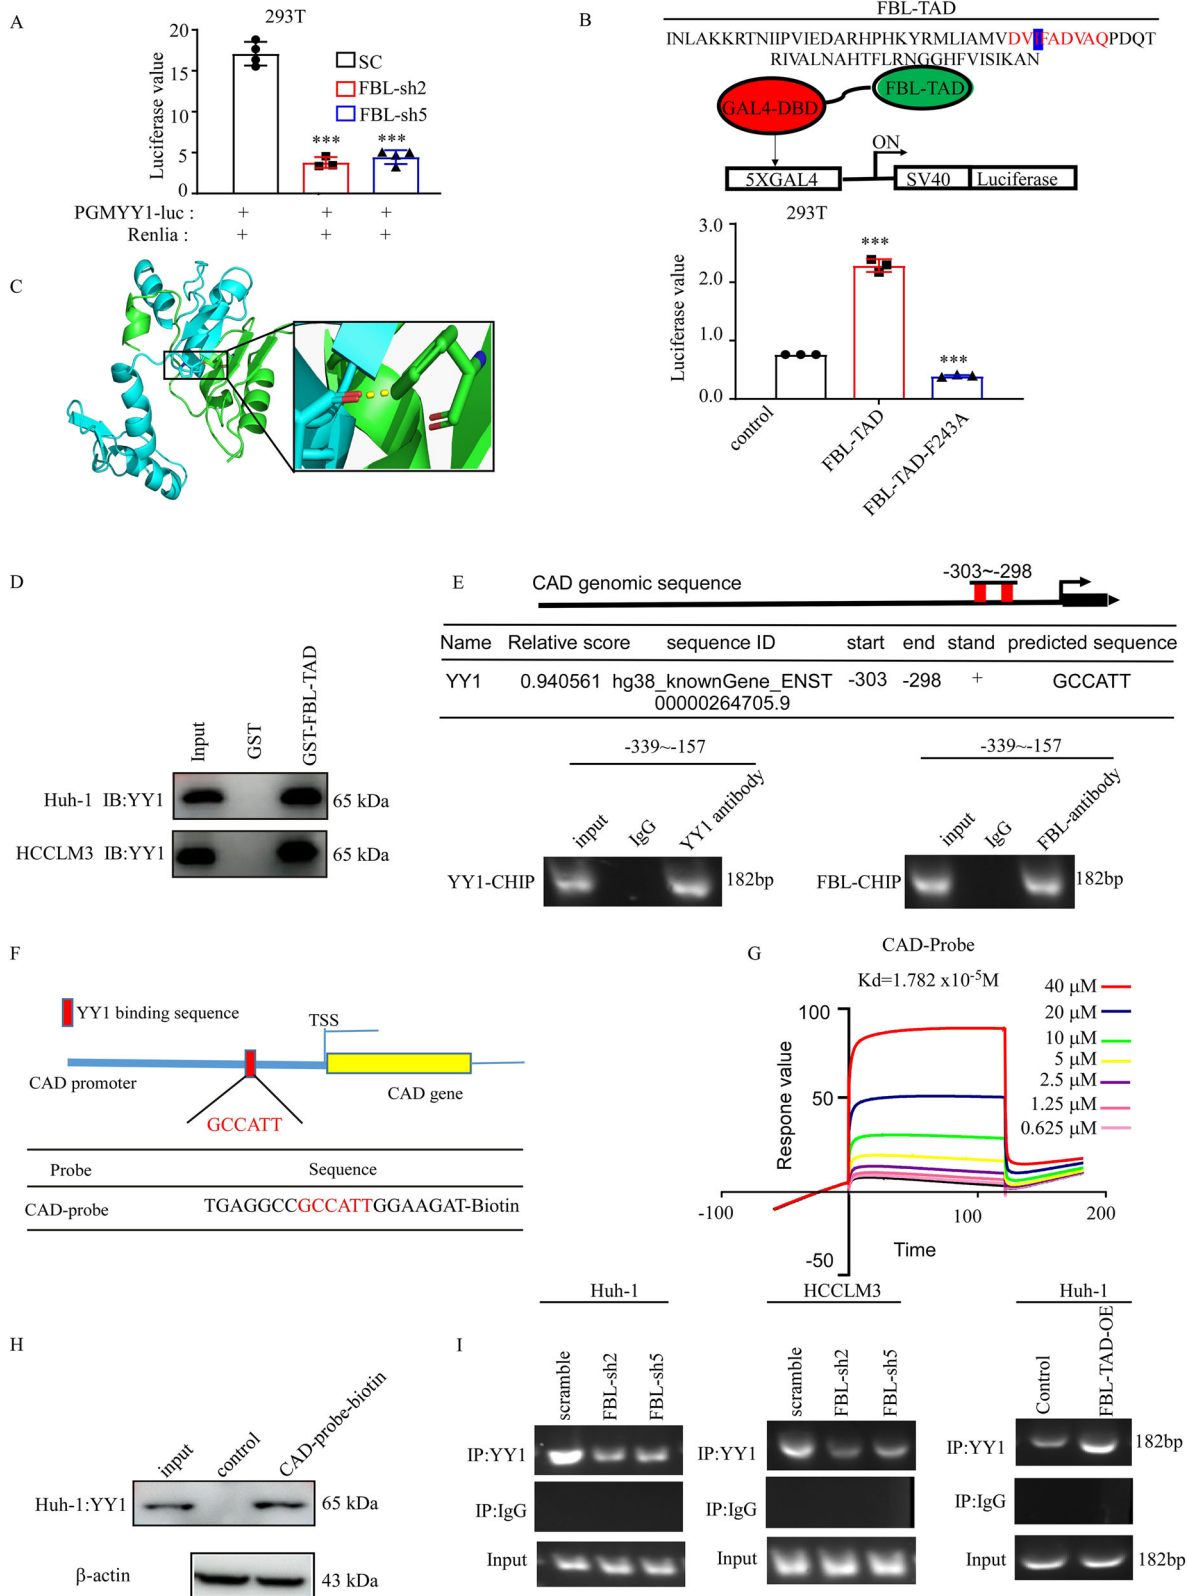 A
293T
20
15
10
5
0
Luciferase value
SC
FBL-sh2
FBL-sh5
***
***
PGMYY1-luc : + + +
Renlia : + + +
B
FBL-TAD
INLAKKRTNIIPVIEDARHPHKYRMLIAMVDVIFADVAQPDQT
RIVALNAHTFLRNGGHFVISIKAN
GAL4-DBD
FBL-TAD
ON
5XGAL4
SV40
Luciferase
293T
3.0
2.0
1.0
0.0
Luciferase value
***
***
control
FBL-TAD
FBL-TAD-F243A
C
D
Input
GST
GST-FBL-TAD
Huh-1 IB:YY1
65 kDa
HCCLM3 IB:YY1
65 kDa
E
CAD genomic sequence
-303~-298
Name Relative score sequence ID start end stand predicted sequence
YY1 0.940561 hg38_knownGene_ENST -303 -298 + GCCATT
00000264705.9
-339~-157
input
IgG
YY1 antibody
YY1-CHIP
182bp
-339~-157
input
IgG
FBL-antibody
FBL-CHIP
182bp
F
YY1 binding sequence
TSS
CAD promoter
CAD gene
GCCATT
Probe Sequence
CAD-probe TGAGGCCGCCATTGGAAGAT-Biotin
G
CAD-Probe
Kd=1.782 x10-5M
100
50
-50
-100
100
200
Respone value
Time
40 µM
20 µM
10 µM
5 µM
2.5 µM
1.25 µM
0.625 µM
H
input
control
CAD-probe-biotin
Huh-1:YY1
65 kDa
β-actin
43 kDa
I
Huh-1
scramble
FBL-sh2
FBL-sh5
IP:YY1
IP:IgG
Input
HCCLM3
scramble
FBL-sh2
FBL-sh5
IP:YY1
IP:IgG
Input
Huh-1
Control
FBL-TAD-OE
IP:YY1
182bp
IP:IgG
Input
182bp